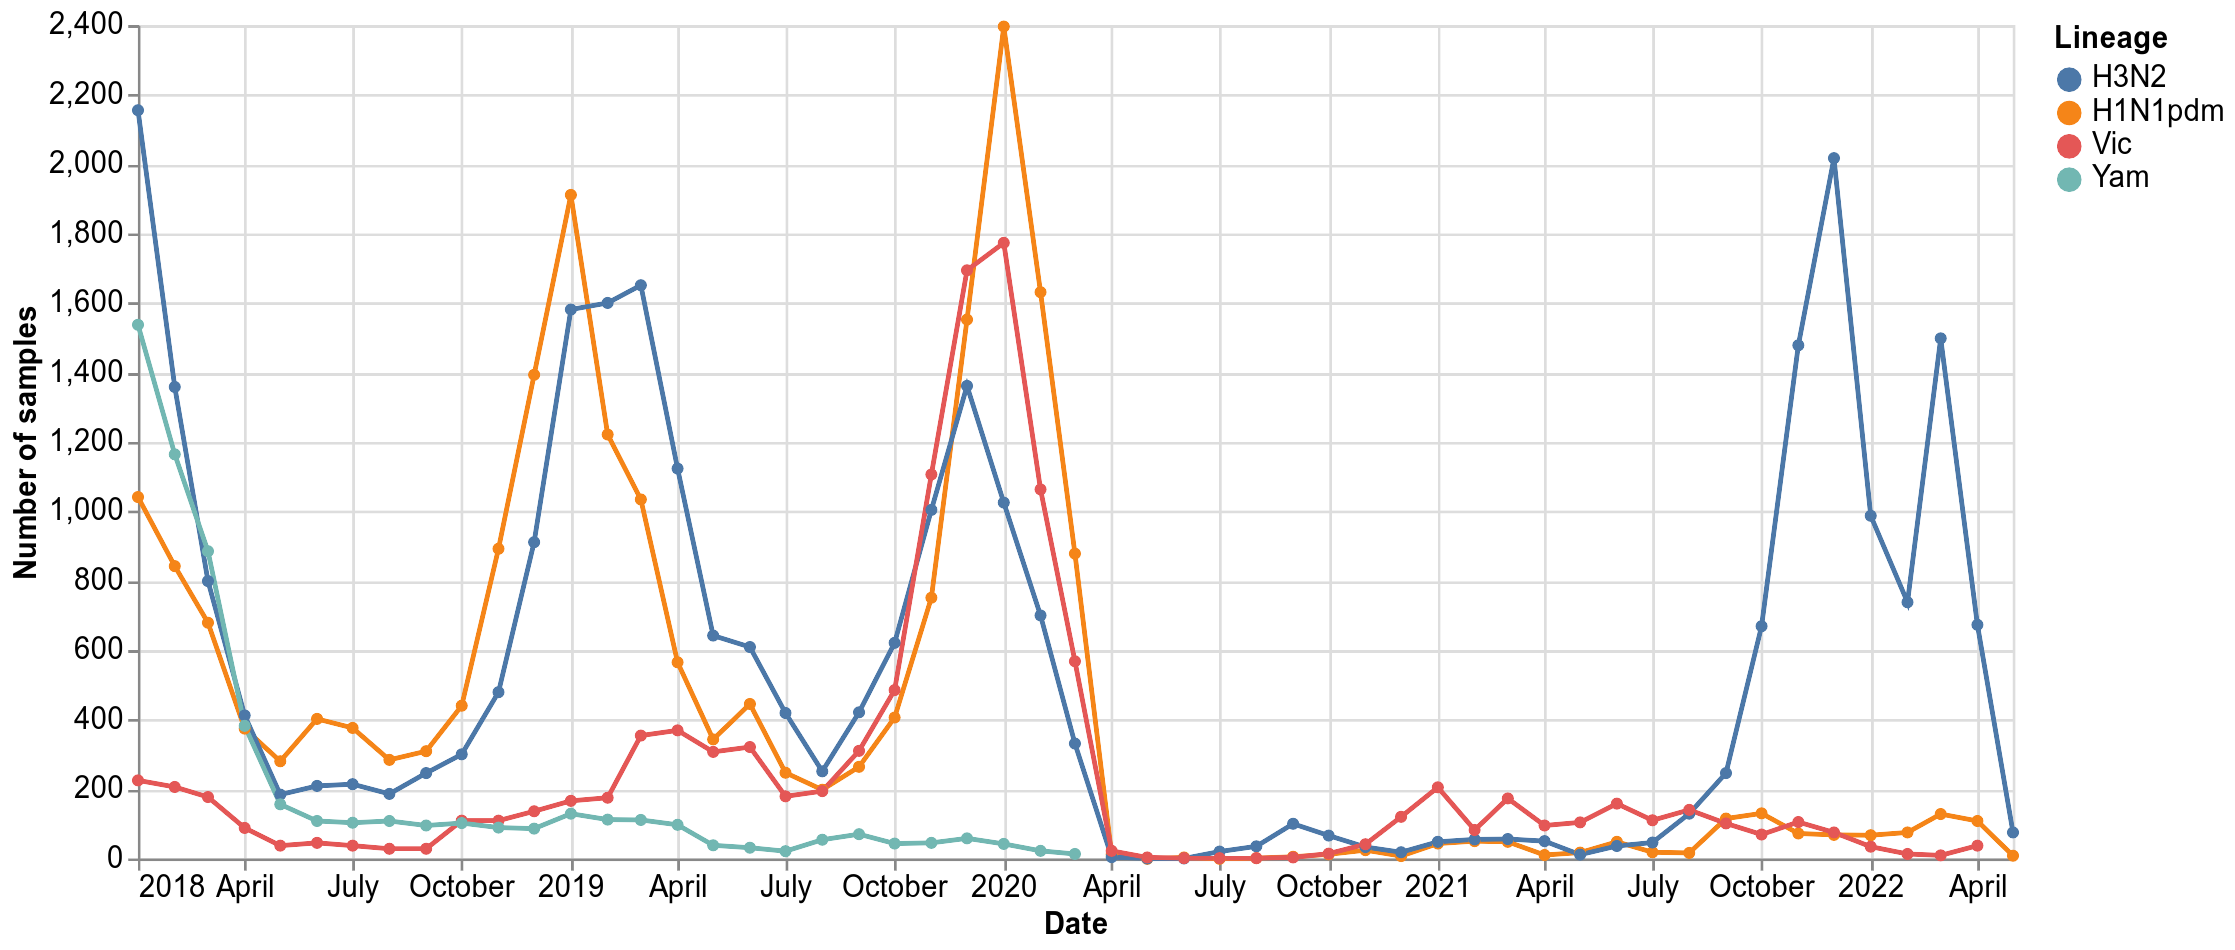 Number of samples
2,400
2,200
2,000
1,800
1,600
1,400
1,200
1,000
800
600
400
200
0
2018 April July October 2019 April July October 2020 April July October 2021 April July October 2022 April
Date
Lineage
H3N2
H1N1pdm
Vic
Yam